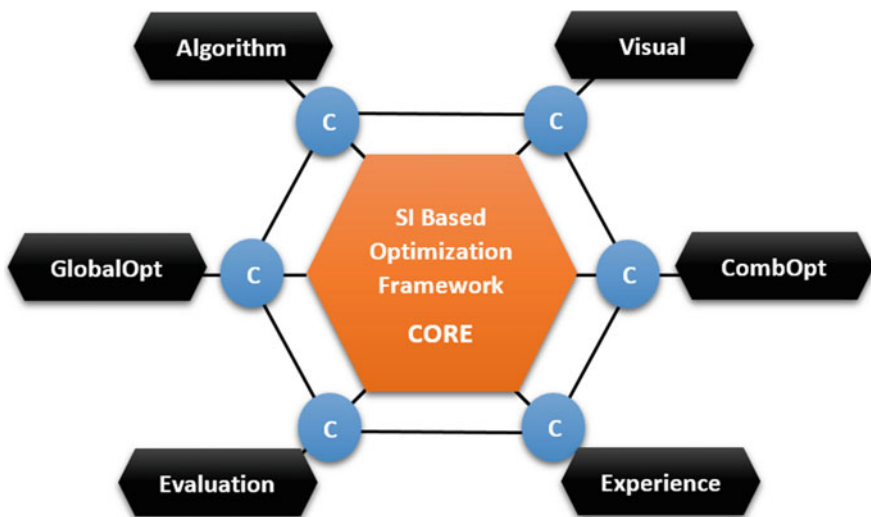 Algorithm
Visual
C
C
SI Based
Optimization
Framework
CORE
GlobalOpt
C
C
CombOpt
C
C
Evaluation
Experience